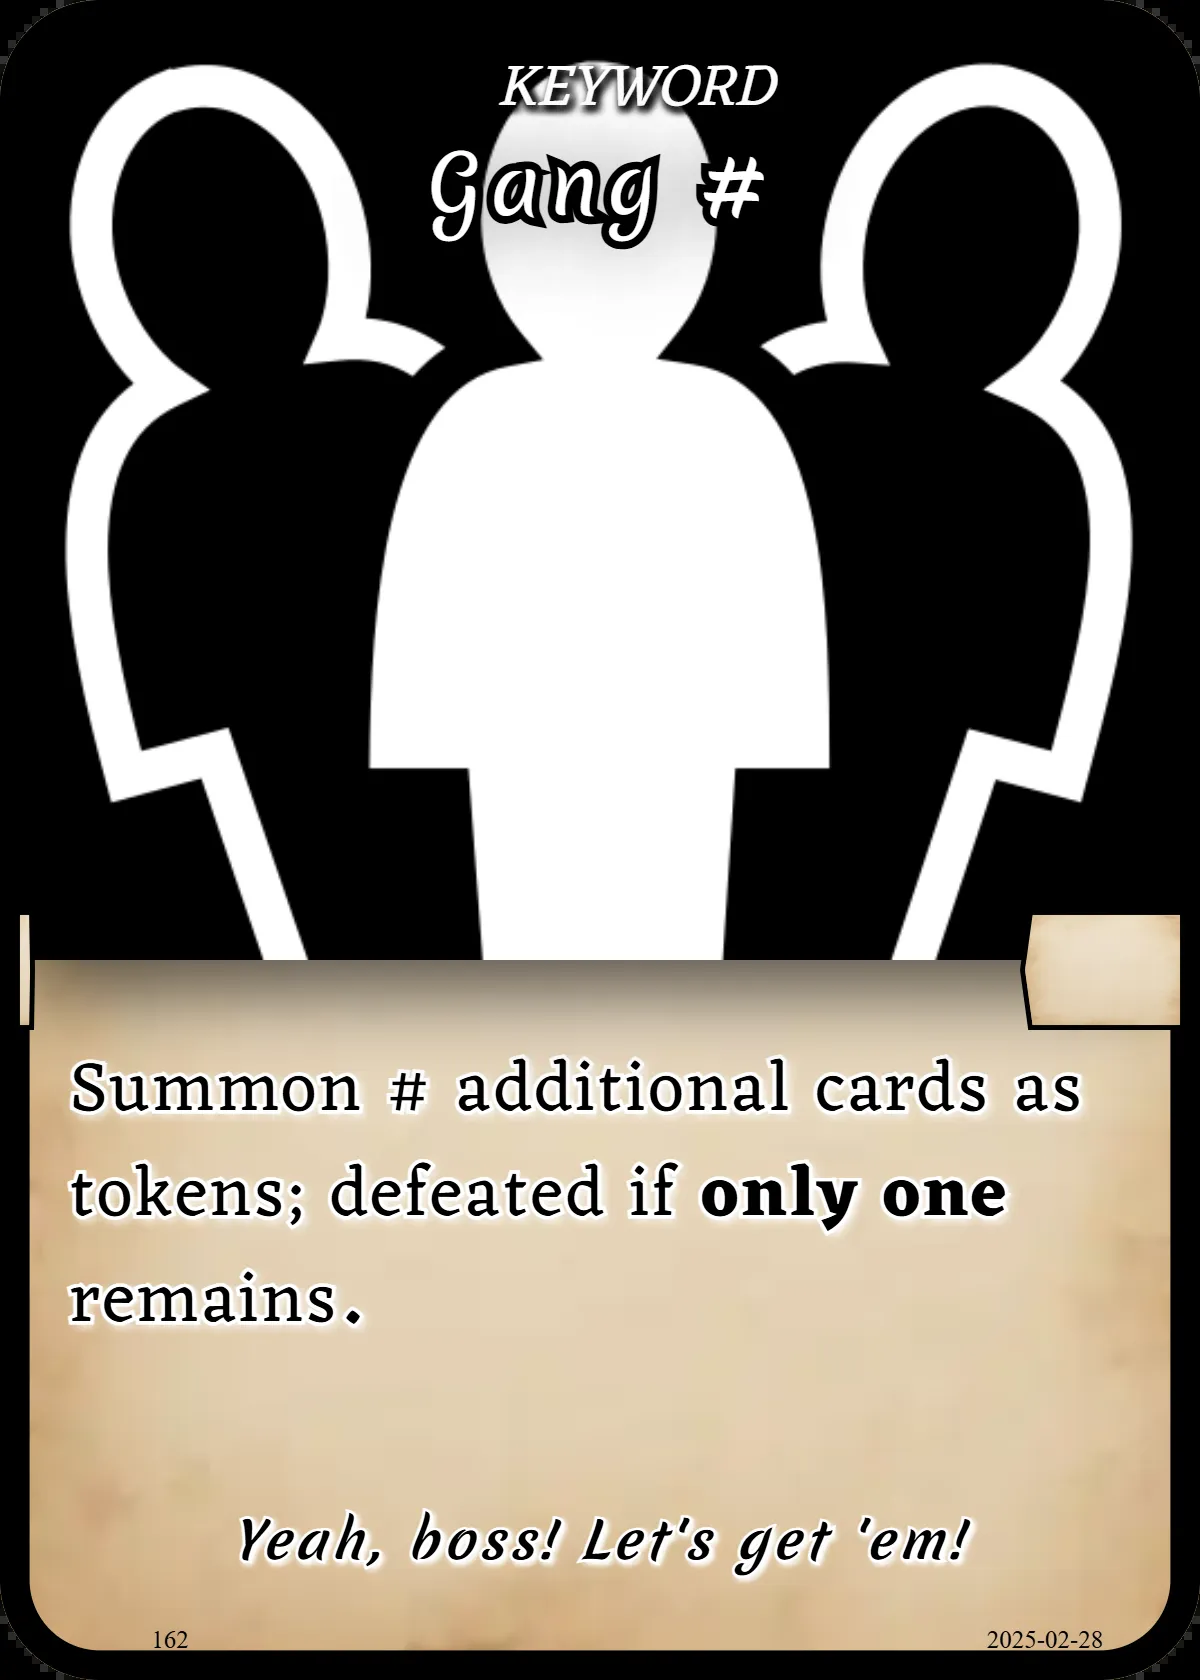 KEYWORD
Gang #
Summon # additional cards as
tokens; defeated if only one
remains.
Yeah, boss! Let's get 'em!
162
2025-02-28